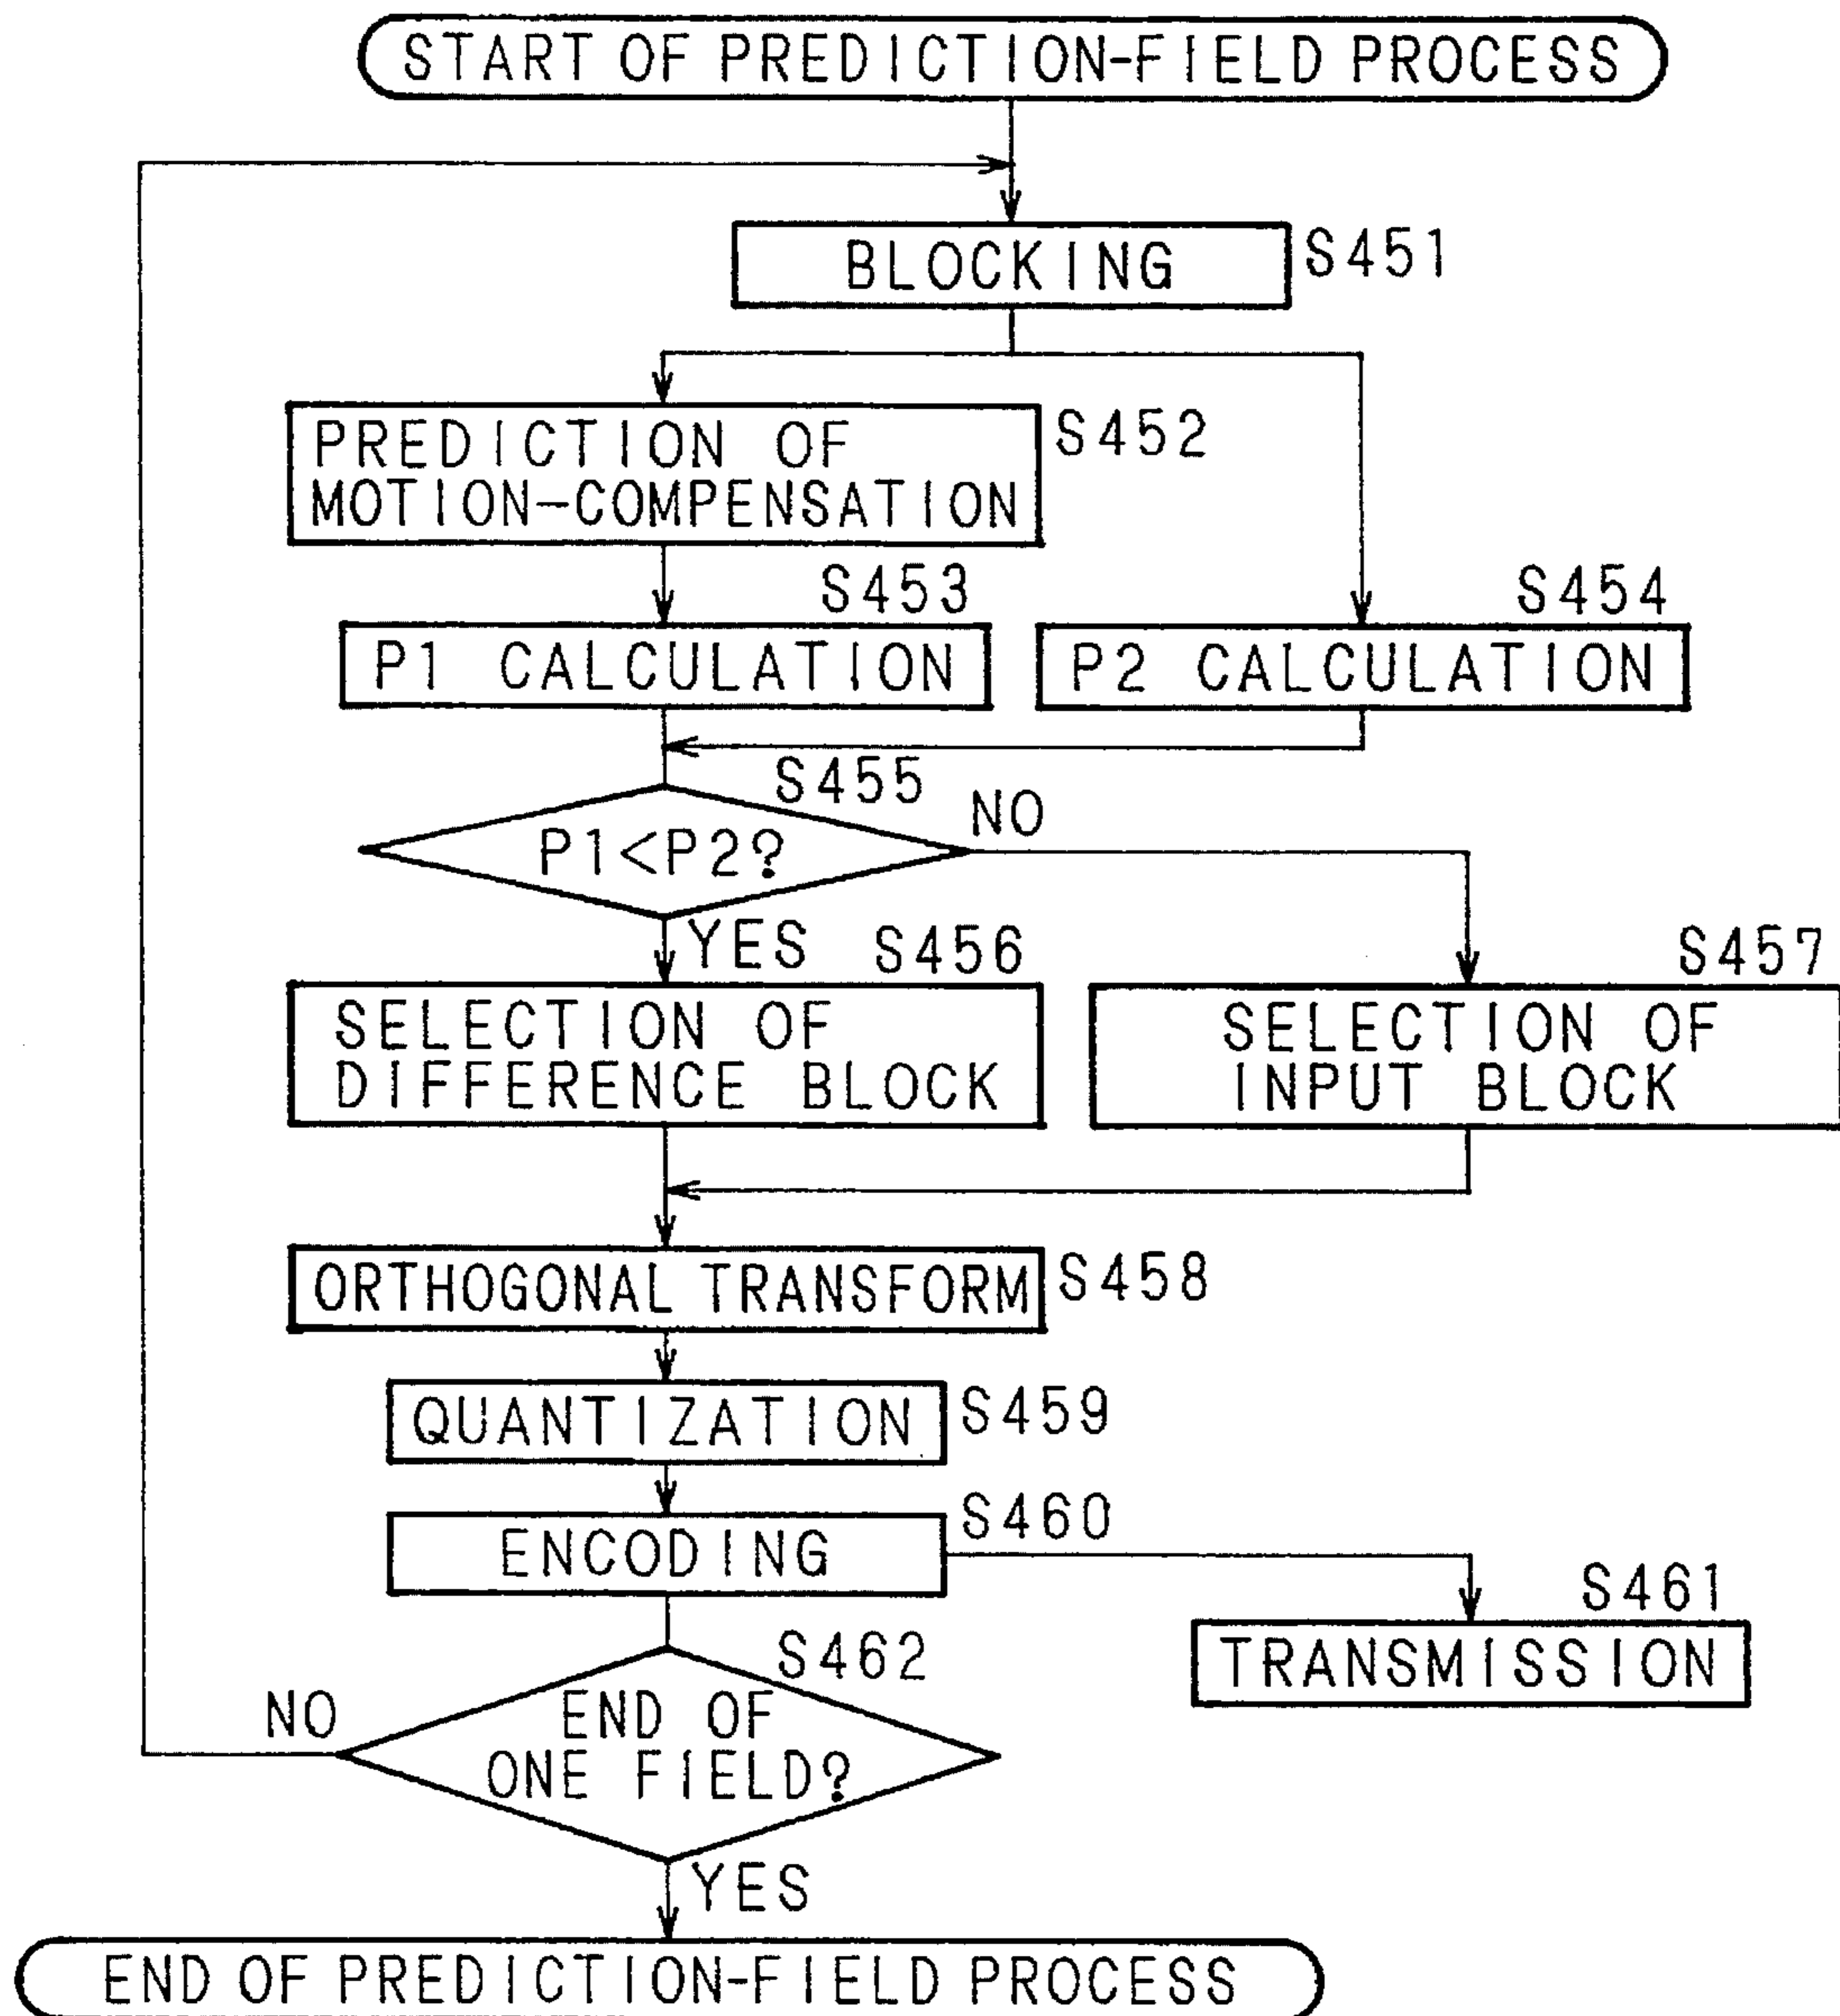 START OF PREDICTION-FIELD PROCESS
BLOCKING
S451
PREDICTION OF
MOTION-COMPENSATION
S452
S453
P1 CALCULATION
S454
P2 CALCULATION
S455
P1<P2?
NO
YES
S456
SELECTION OF
DIFFERENCE BLOCK
S457
SELECTION OF
INPUT BLOCK
ORTHOGONAL TRANSFORM
S458
QUANTIZATION
S459
ENCODING
S460
S461
TRANSMISSION
S462
END OF
ONE FIELD?
NO
YES
END OF PREDICTION-FIELD PROCESS